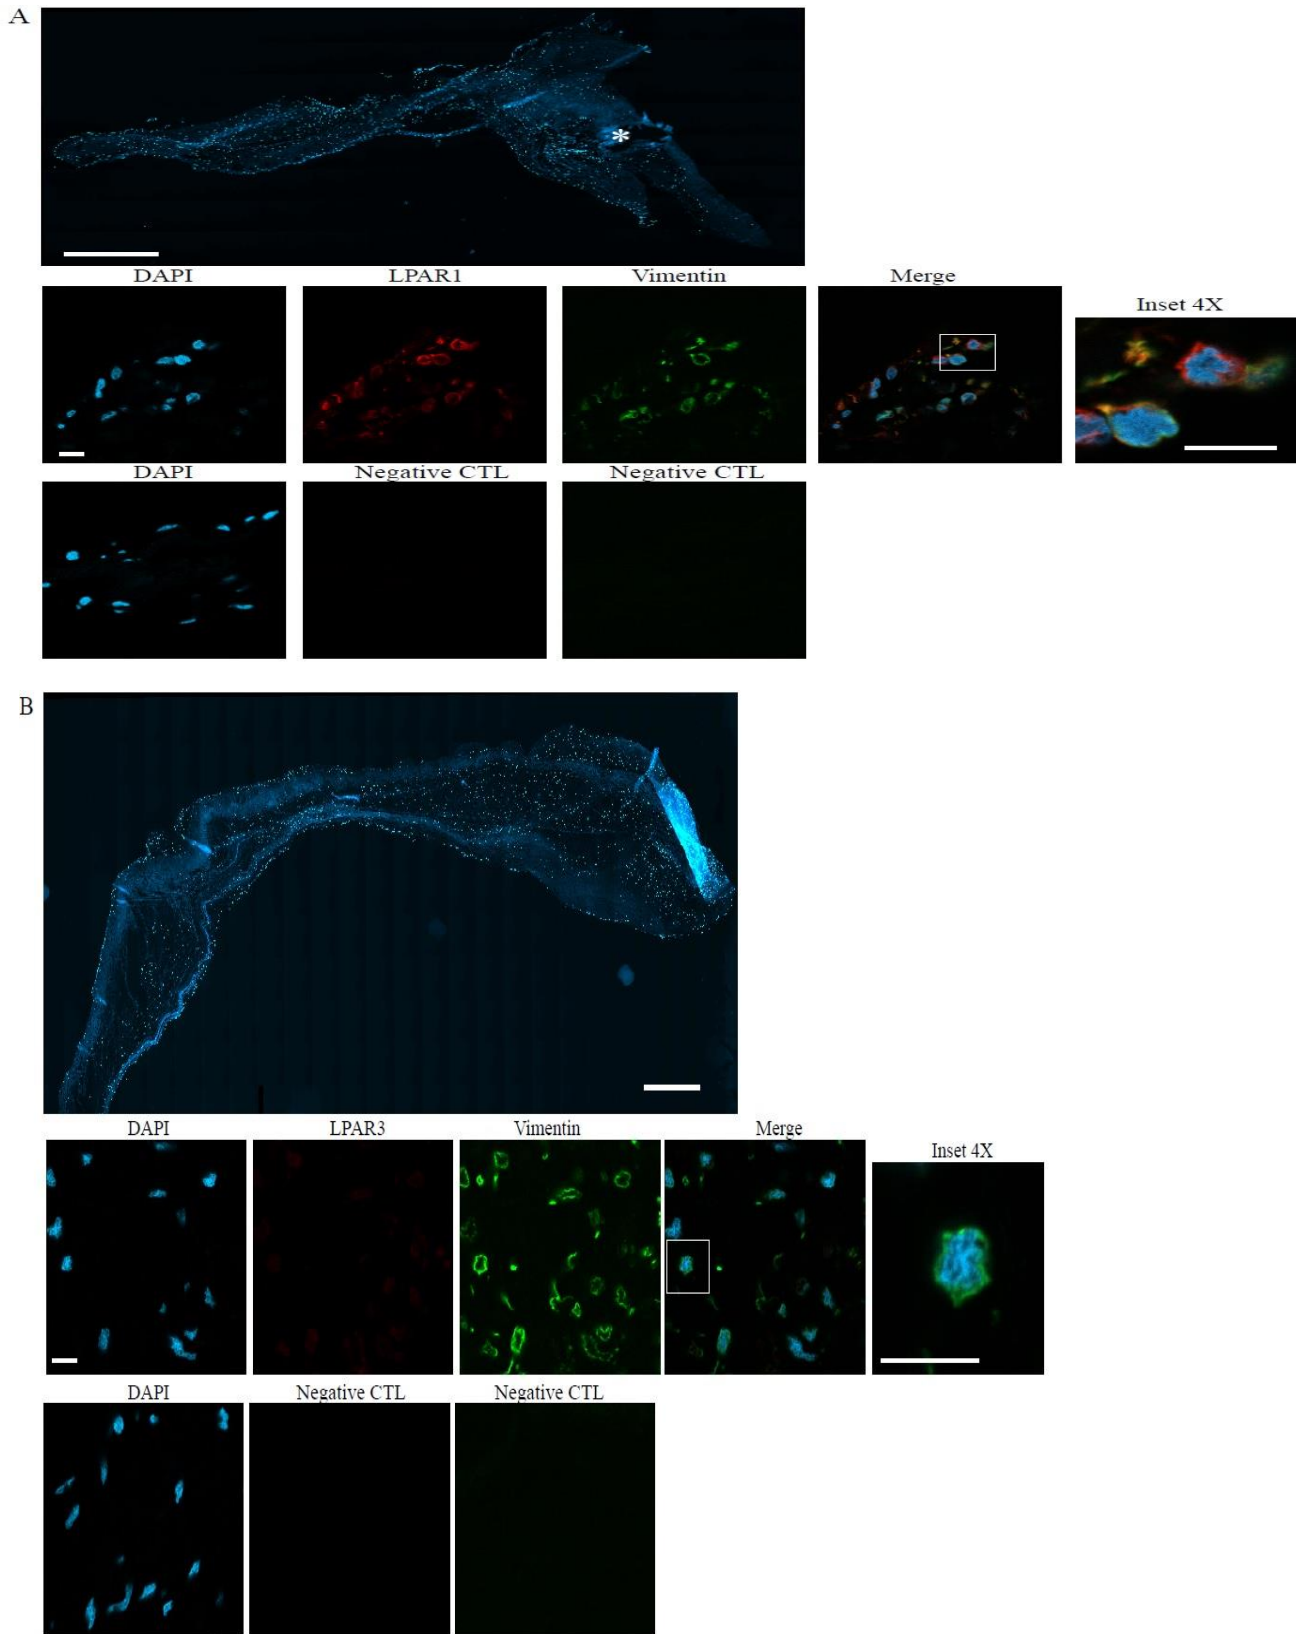 A
*
DAPI LPAR1 Vimentin Merge
Inset 4X
DAPI Negative CTL Negative CTL
B
DAPI LPAR3 Vimentin Merge
Inset 4X
DAPI Negative CTL Negative CTL